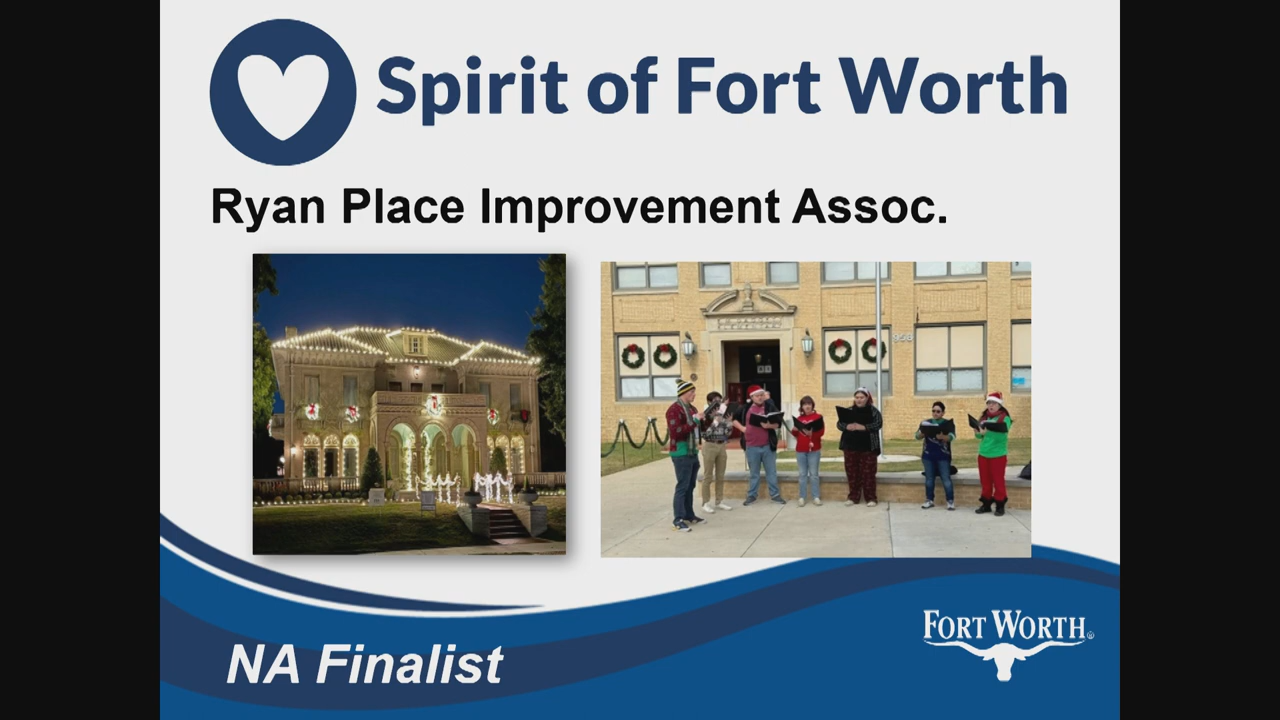 Spirit of Fort Worth
Ryan Place Improvement Assoc.
NA Finalist
FORT WORTH®